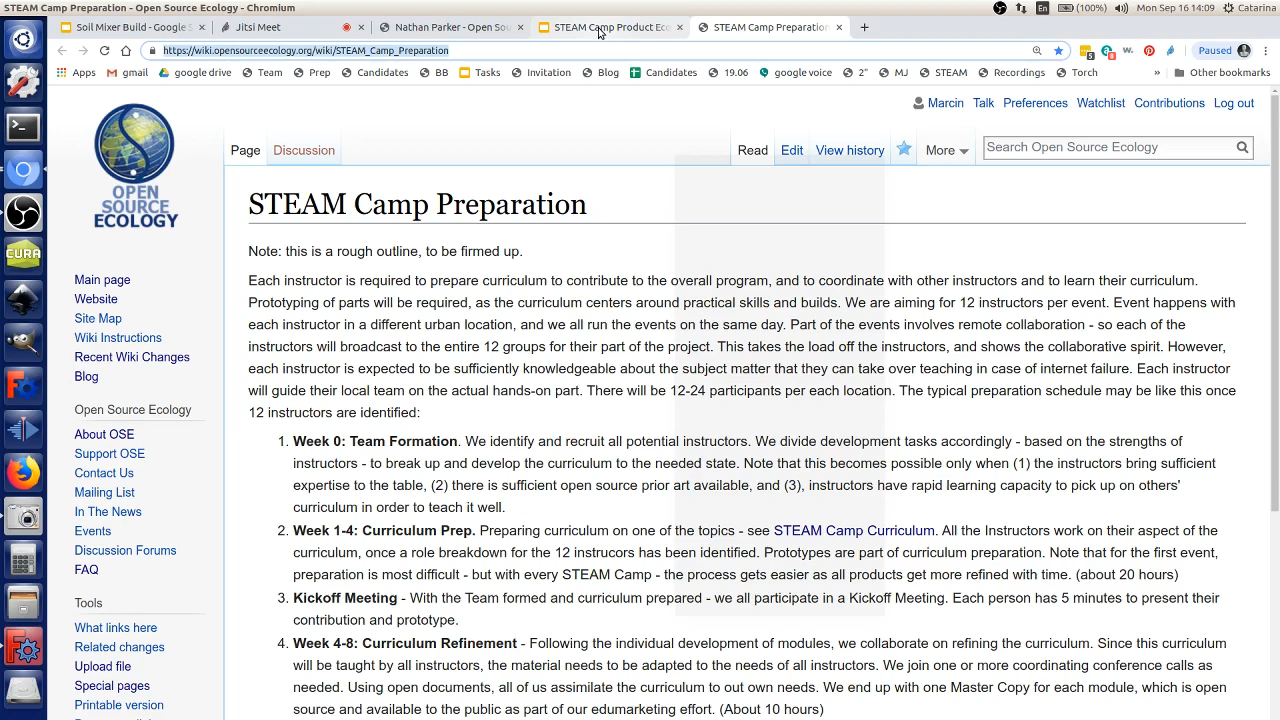 STEAM Camp Preparation - Open Source Ecology - Chromium
En (100%) Mon Sep 16 14:09 Catarina
Soil Mixer Build - Google S × Jitsi Meet × Nathan Parker - Open Sou × STEAM Camp Product Eco × STEAM Camp Preparation ×
https://wiki.opensourceecology.org/wiki/STEAM_Camp_Preparation Paused
Apps gmail google drive Team Prep Candidates BB Tasks Invitation Blog Candidates 19.06 google voice 2" MJ STEAM Recordings Torch » Other bookmarks
Marcin Talk Preferences Watchlist Contributions Log out
Page Discussion Read Edit View history More Search Open Source Ecology
OPEN
SOURCE
ECOLOGY
CURA
Main page
Website
Site Map
Wiki Instructions
Recent Wiki Changes
Blog
Open Source Ecology
About OSE
Support OSE
Contact Us
Mailing List
In The News
Events
Discussion Forums
FAQ
Tools
What links here
Related changes
Upload file
Special pages
Printable version
STEAM Camp Preparation
Note: this is a rough outline, to be firmed up.
Each instructor is required to prepare curriculum to contribute to the overall program, and to coordinate with other instructors and to learn their curriculum.
Prototyping of parts will be required, as the curriculum centers around practical skills and builds. We are aiming for 12 instructors per event. Event happens with
each instructor in a different urban location, and we all run the events on the same day. Part of the events involves remote collaboration - so each of the
instructors will broadcast to the entire 12 groups for their part of the project. This takes the load off the instructors, and shows the collaborative spirit. However,
each instructor is expected to be sufficiently knowledgeable about the subject matter that they can take over teaching in case of internet failure. Each instructor
will guide their local team on the actual hands-on part. There will be 12-24 participants per each location. The typical preparation schedule may be like this once
12 instructors are identified:
1. Week 0: Team Formation. We identify and recruit all potential instructors. We divide development tasks accordingly - based on the strengths of
instructors - to break up and develop the curriculum to the needed state. Note that this becomes possible only when (1) the instructors bring sufficient
expertise to the table, (2) there is sufficient open source prior art available, and (3), instructors have rapid learning capacity to pick up on others'
curriculum in order to teach it well.
2. Week 1-4: Curriculum Prep. Preparing curriculum on one of the topics - see STEAM Camp Curriculum. All the Instructors work on their aspect of the
curriculum, once a role breakdown for the 12 instrucors has been identified. Prototypes are part of curriculum preparation. Note that for the first event,
preparation is most difficult - but with every STEAM Camp - the process gets easier as all products get more refined with time. (about 20 hours)
3. Kickoff Meeting - With the Team formed and curriculum prepared - we all participate in a Kickoff Meeting. Each person has 5 minutes to present their
contribution and prototype.
4. Week 4-8: Curriculum Refinement - Following the individual development of modules, we collaborate on refining the curriculum. Since this curriculum
will be taught by all instructors, the material needs to be adapted to the needs of all instructors. We join one or more coordinating conference calls as
needed. Using open documents, all of us assimilate the curriculum to out own needs. We end up with one Master Copy for each module, which is open
source and available to the public as part of our edumarketing effort. (About 10 hours)